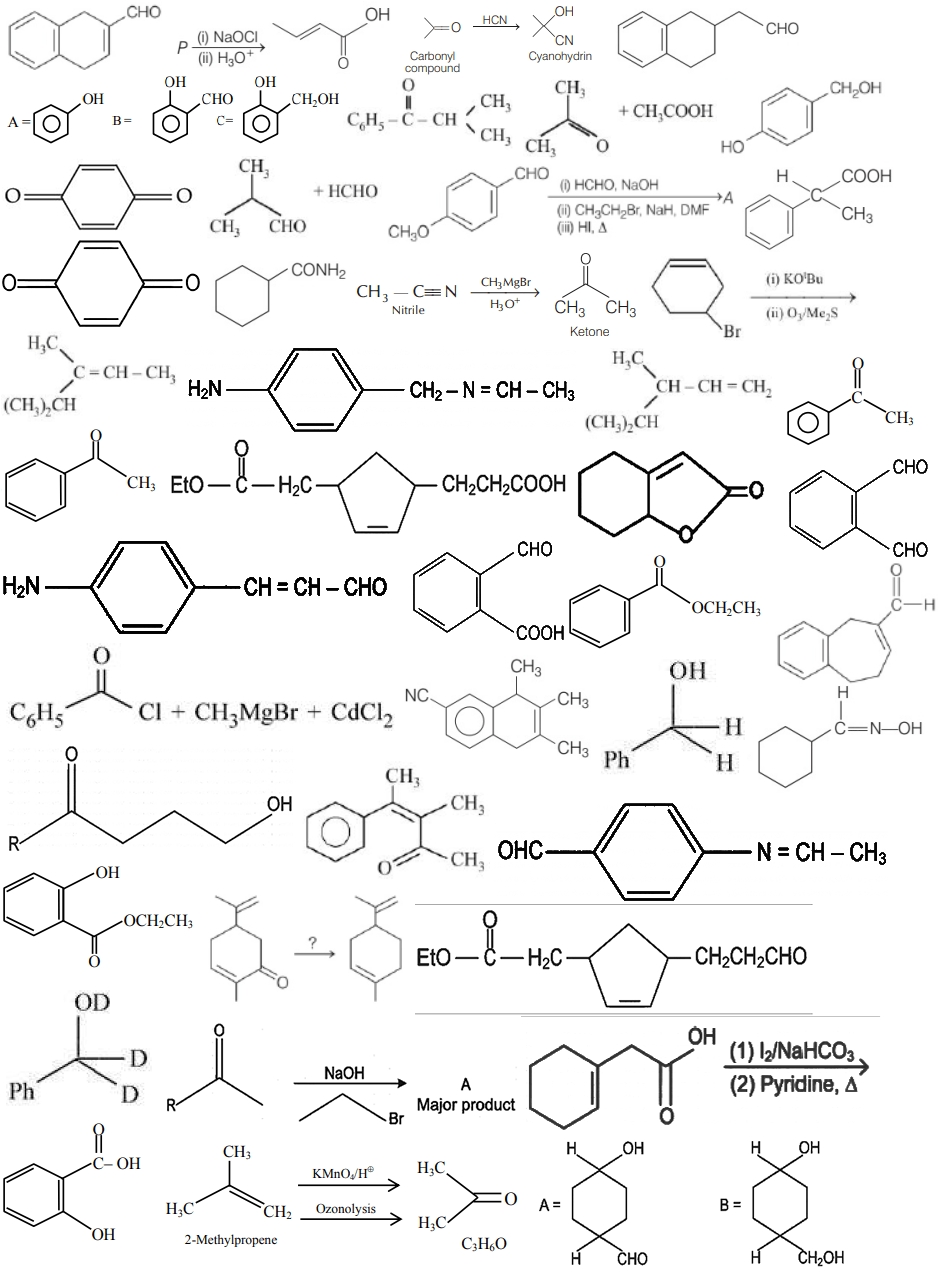 CHO
P (i) NaOCl
(ii) H₃O⁺
OH
O
O
HCN
OH
CN
Carbonyl
compound
Cyanohydrin
CHO
A = OH
B = OH CHO
C= OH CH₂OH
O
C₆H₅ – C – CH
CH₃
CH₃
CH₃
CH₃ O
+ CH₃COOH
CH₂OH
HO
O O
CH₃
CH₃ CHO
+ HCHO
CHO
CH₃O
(i) HCHO, NaOH
(ii) CH₃CH₂Br, NaH, DMF
(iii) HI, Δ
A
H COOH
C
CH₃
O O
CONH₂
CH₃ – C≡N
Nitrile
CH₃MgBr
H₃O⁺
O
CH₃ CH₃
Ketone
Br
(i) KOᵗBu
(ii) O₃/Me₂S
H₃C
C=CH–CH₃
(CH₃)₂CH
H₂N CH₂–N=CH–CH₃
H₃C
CH–CH=CH₂
(CH₃)₂CH
O
C
CH₃
O
CH₃
O
EtO–C–H₂C CH₂CH₂COOH
O
O
CHO
CHO
H₂N CH=CH–CHO
CHO
COOH
O
OCH₂CH₃
O
C–H
O
C₆H₅ Cl + CH₃MgBr + CdCl₂
CH₃
NC CH₃
CH₃
OH
H
Ph H
H
C=N–OH
O
R OH
CH₃
CH₃
O CH₃
OHC N=CH–CH₃
OH
OCH₂CH₃
O
?
O
O
EtO–C–H₂C CH₂CH₂CHO
OD
D
Ph D
O
R
NaOH
Br
A
Major product
OH
O
(1) I₂/NaHCO₃
(2) Pyridine, Δ
O
C–OH
OH
CH₃
H₃C CH₂
2-Methylpropene
KMnO₄/H⊕
Ozonolysis
H₃C
O
H₃C
C₃H₆O
A = H OH
H CHO
B = H OH
H CH₂OH